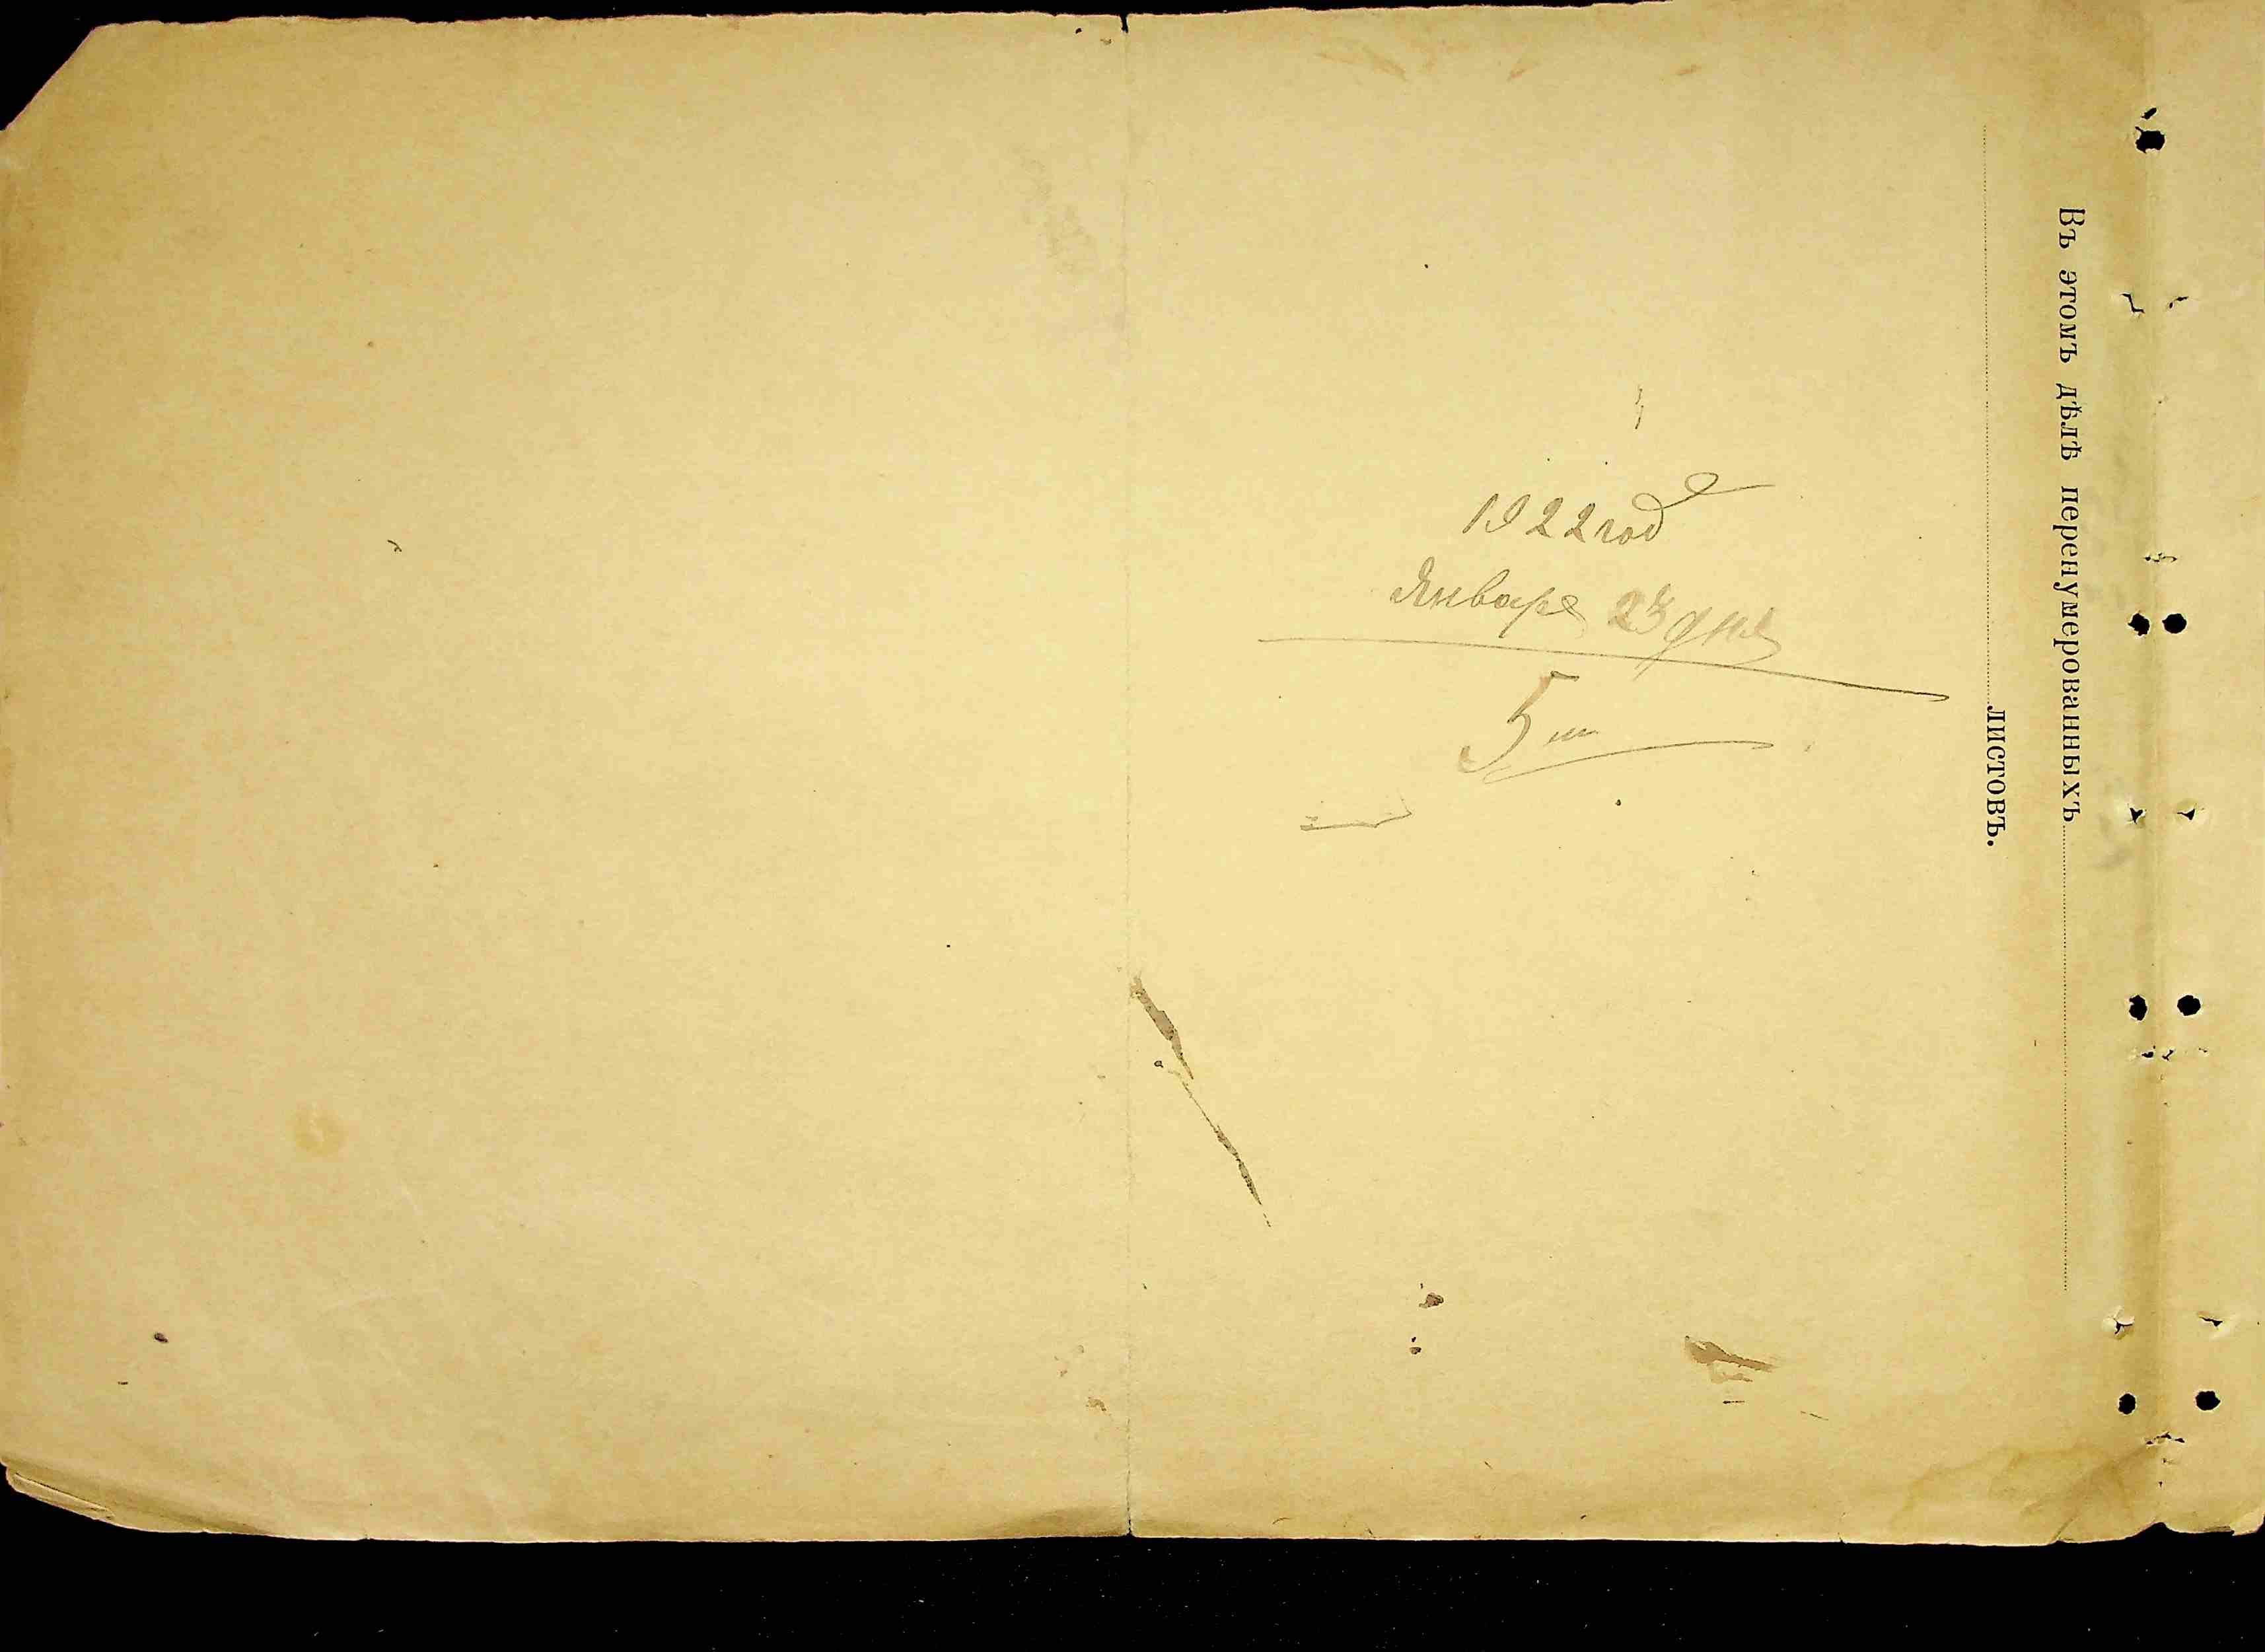 1922 год
Января 23 дня
5 ш
Въ этомъ дѣлѣ перенумерованныхъ
листовъ.